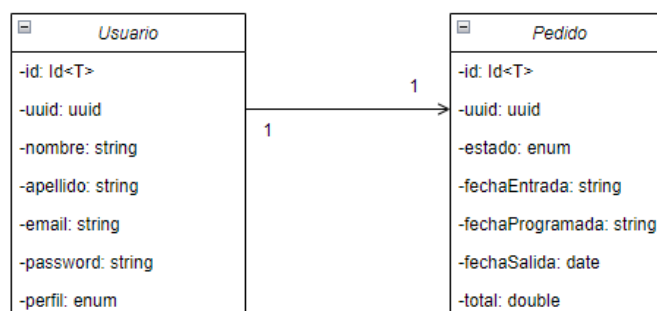 Usuario
-id: Id<T>
-uuid: uuid
-nombre: string
-apellido: string
-email: string
-password: string
-perfil: enum
1
1
Pedido
-id: Id<T>
-uuid: uuid
-estado: enum
-fechaEntrada: string
-fechaProgramada: string
-fechaSalida: date
-total: double